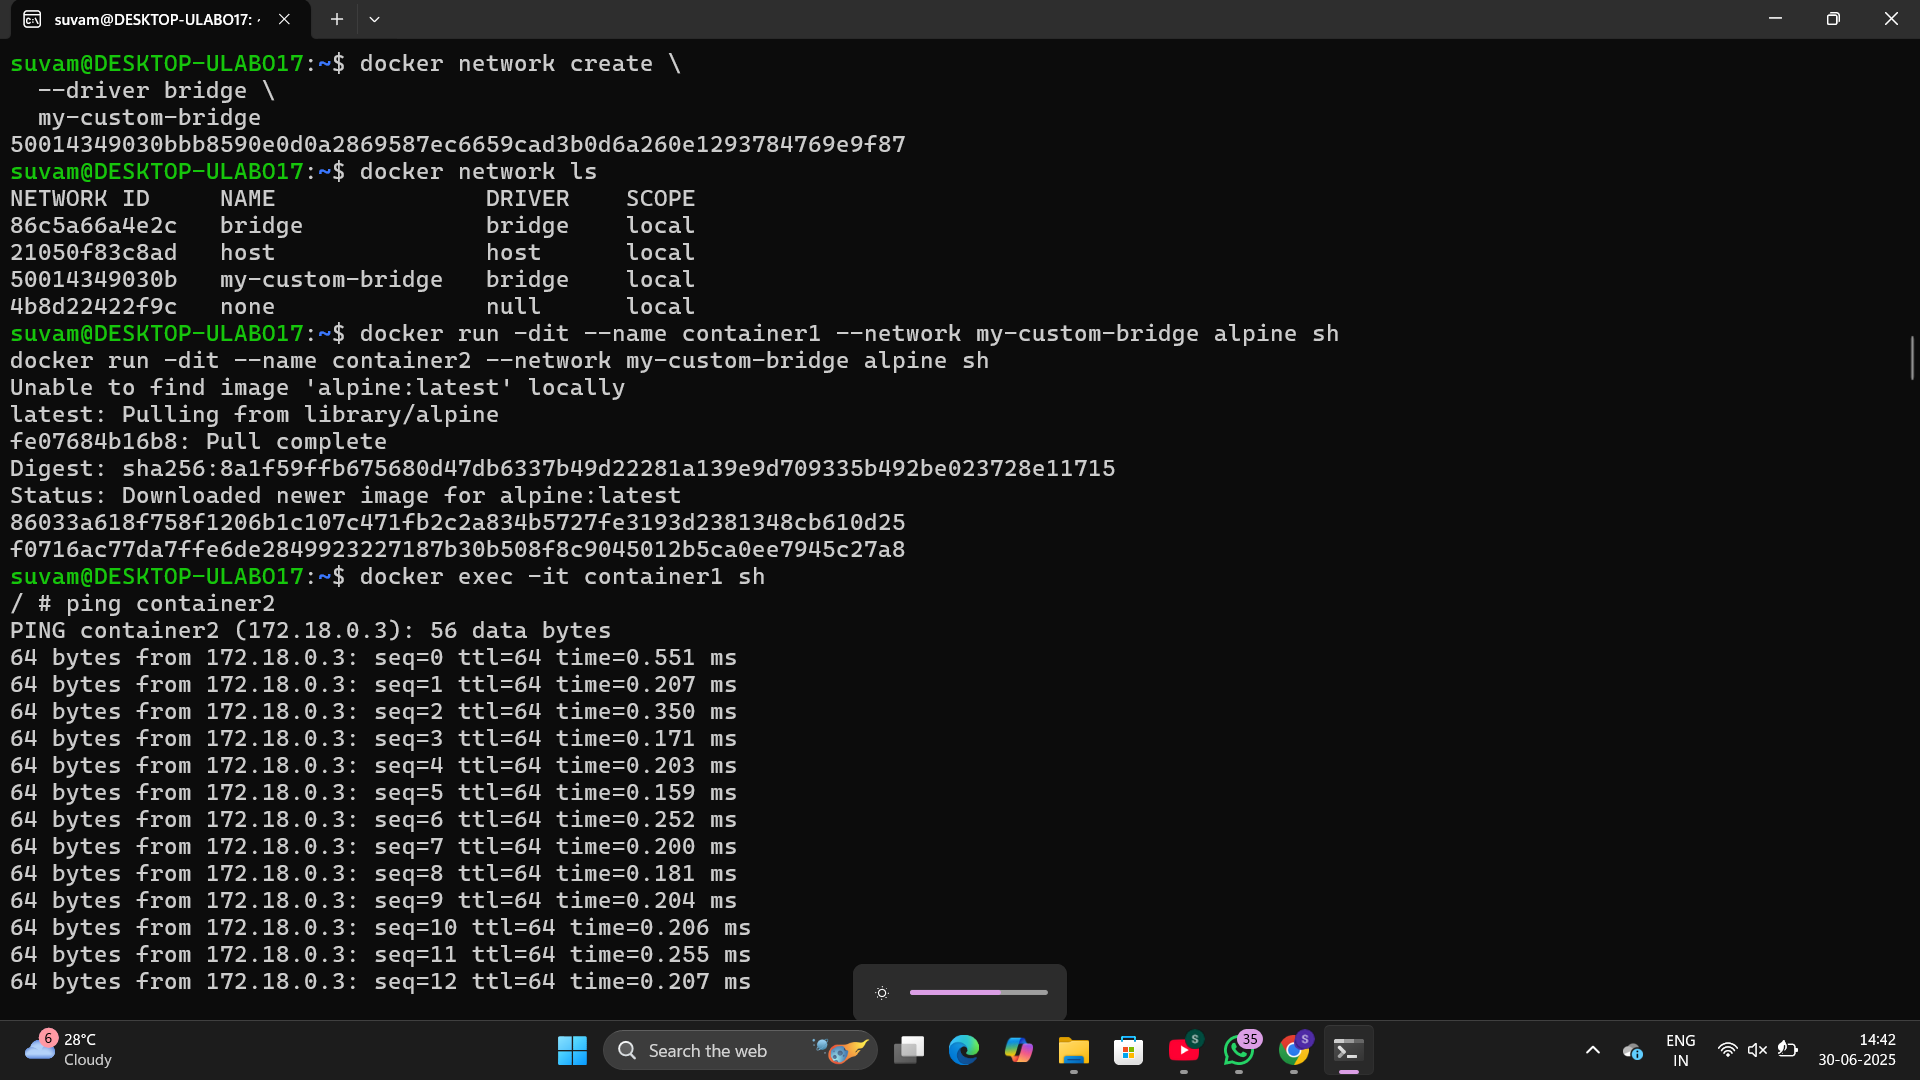 suvam@DESKTOP-ULABO17: ~
suvam@DESKTOP-ULABO17:~$ docker network create \
  --driver bridge \
  my-custom-bridge
50014349030bbb8590e0d0a2869587ec6659cad3b0d6a260e1293784769e9f87
suvam@DESKTOP-ULABO17:~$ docker network ls
NETWORK ID     NAME               DRIVER    SCOPE
86c5a66a4e2c   bridge             bridge    local
21050f83c8ad   host               host      local
50014349030b   my-custom-bridge   bridge    local
4b8d22422f9c   none               null      local
suvam@DESKTOP-ULABO17:~$ docker run -dit --name container1 --network my-custom-bridge alpine sh
docker run -dit --name container2 --network my-custom-bridge alpine sh
Unable to find image 'alpine:latest' locally
latest: Pulling from library/alpine
fe07684b16b8: Pull complete
Digest: sha256:8a1f59ffb675680d47db6337b49d22281a139e9d709335b492be023728e11715
Status: Downloaded newer image for alpine:latest
86033a618f758f1206b1c107c471fb2c2a834b5727fe3193d2381348cb610d25
f0716ac77da7ffe6de2849923227187b30b508f8c9045012b5ca0ee7945c27a8
suvam@DESKTOP-ULABO17:~$ docker exec -it container1 sh
/ # ping container2
PING container2 (172.18.0.3): 56 data bytes
64 bytes from 172.18.0.3: seq=0 ttl=64 time=0.551 ms
64 bytes from 172.18.0.3: seq=1 ttl=64 time=0.207 ms
64 bytes from 172.18.0.3: seq=2 ttl=64 time=0.350 ms
64 bytes from 172.18.0.3: seq=3 ttl=64 time=0.171 ms
64 bytes from 172.18.0.3: seq=4 ttl=64 time=0.203 ms
64 bytes from 172.18.0.3: seq=5 ttl=64 time=0.159 ms
64 bytes from 172.18.0.3: seq=6 ttl=64 time=0.252 ms
64 bytes from 172.18.0.3: seq=7 ttl=64 time=0.200 ms
64 bytes from 172.18.0.3: seq=8 ttl=64 time=0.181 ms
64 bytes from 172.18.0.3: seq=9 ttl=64 time=0.204 ms
64 bytes from 172.18.0.3: seq=10 ttl=64 time=0.206 ms
64 bytes from 172.18.0.3: seq=11 ttl=64 time=0.255 ms
64 bytes from 172.18.0.3: seq=12 ttl=64 time=0.207 ms
6
28°C
Cloudy
Search the web
S
35
S
ENG
IN
14:42
30-06-2025